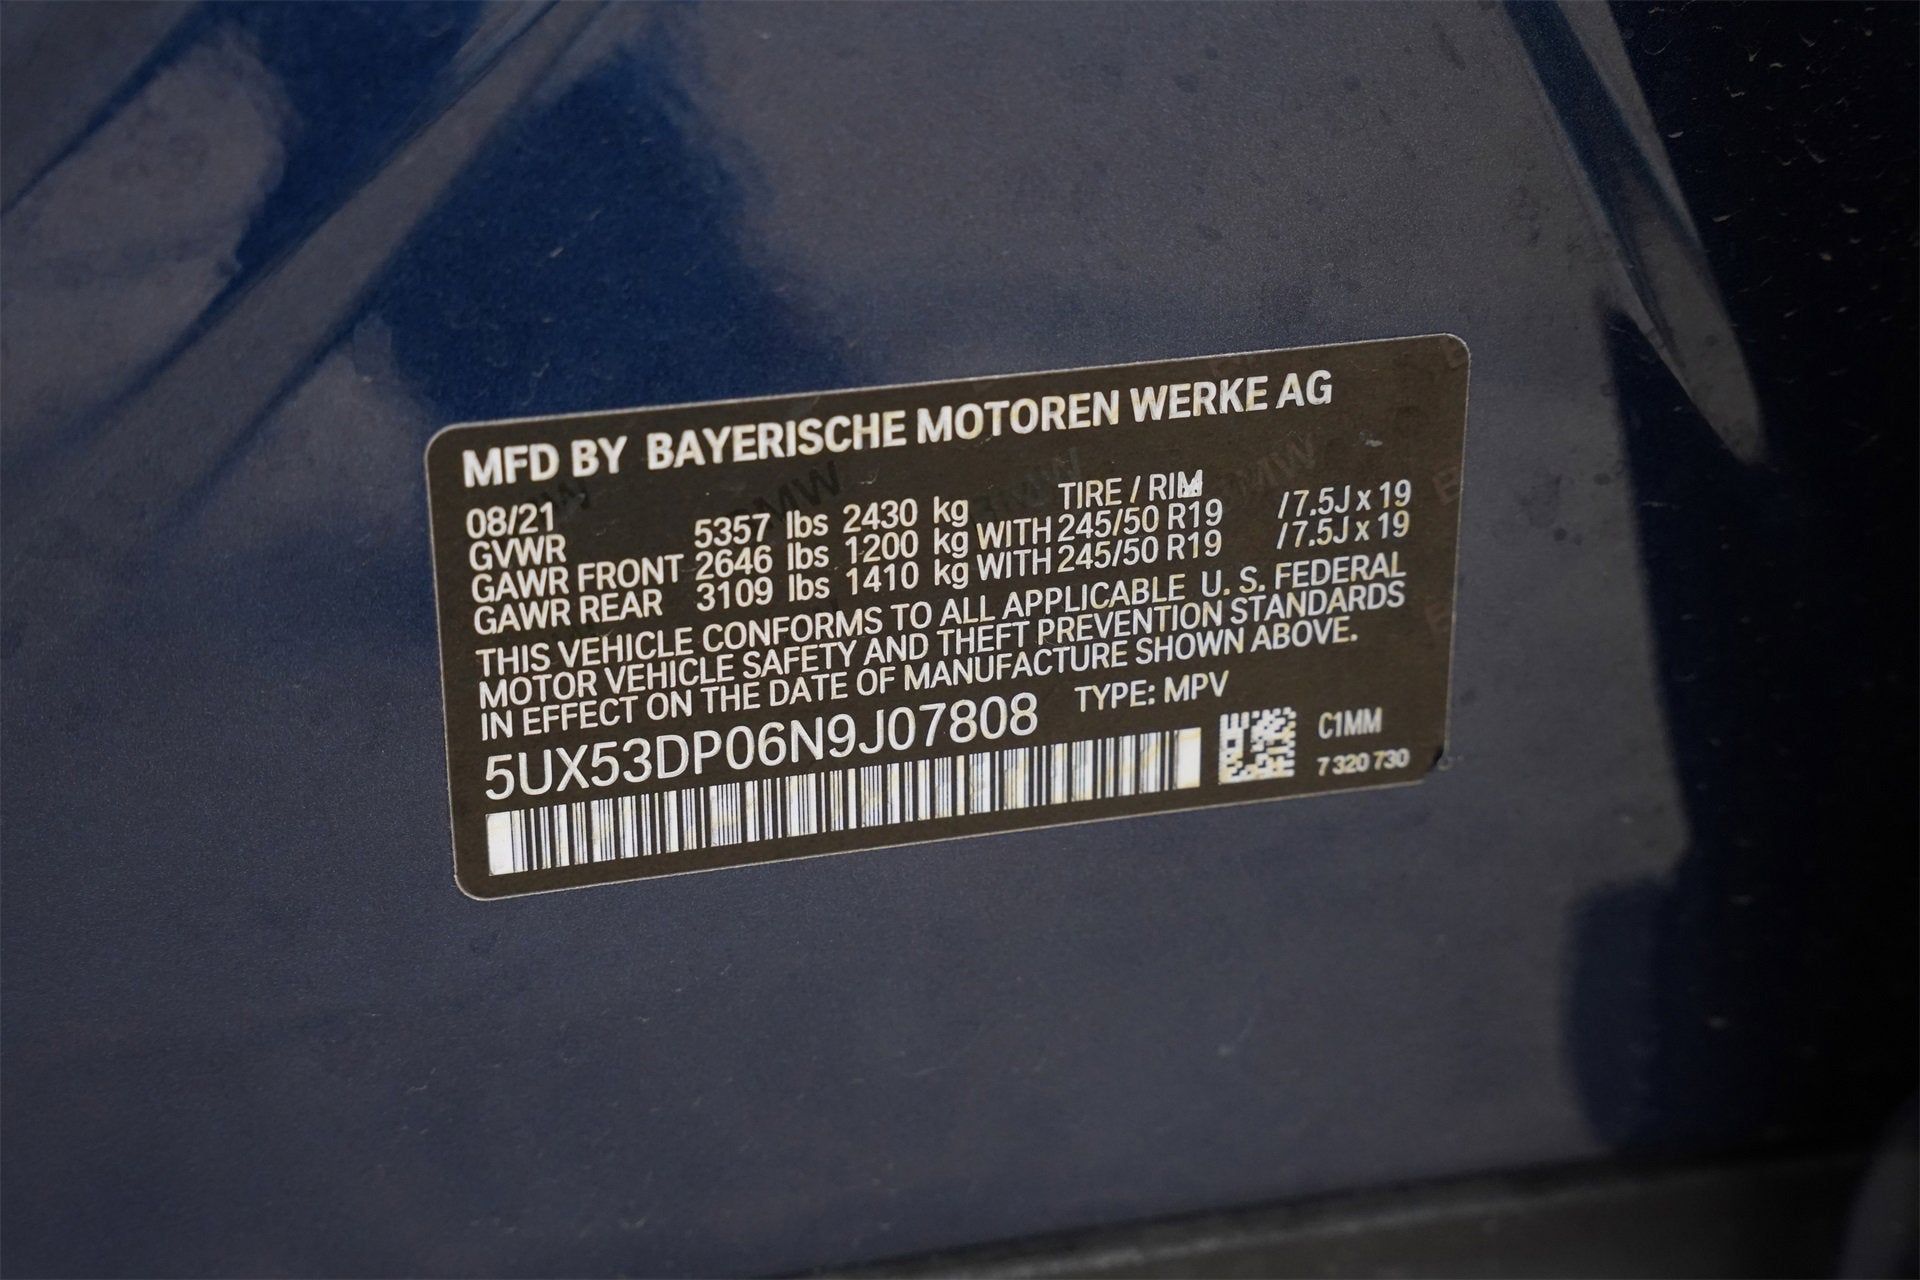 MFD BY BAYERISCHE MOTOREN WERKE AG
08/21 TIRE / RIM
GVWR 5357 lbs 2430 kg
GAWR FRONT 2646 lbs 1200 kg WITH 245/50 R19 /7.5J x 19
GAWR REAR 3109 lbs 1410 kg WITH 245/50 R19 /7.5J x 19
THIS VEHICLE CONFORMS TO ALL APPLICABLE U. S. FEDERAL
MOTOR VEHICLE SAFETY AND THEFT PREVENTION STANDARDS
IN EFFECT ON THE DATE OF MANUFACTURE SHOWN ABOVE.
5UX53DP06N9J07808 TYPE: MPV
C1MM
7 320 730